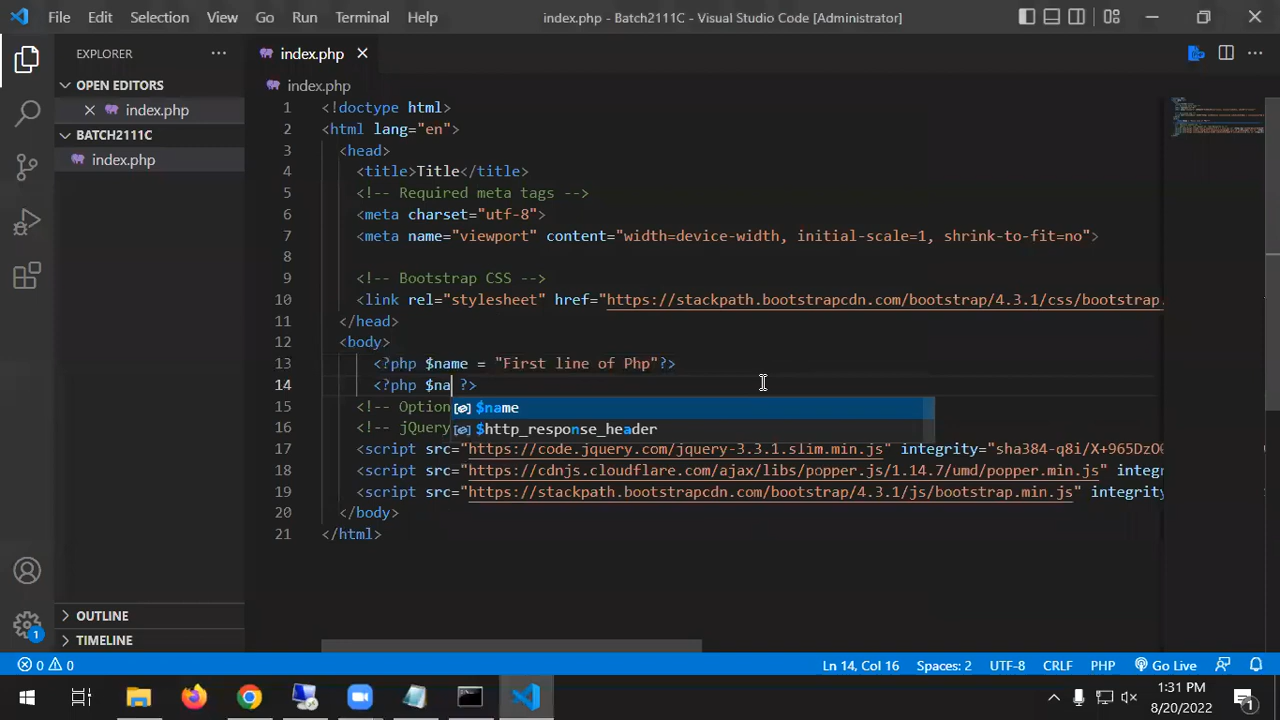 File Edit Selection View Go Run Terminal Help
index.php - Batch2111C - Visual Studio Code [Administrator]
EXPLORER
OPEN EDITORS
index.php
BATCH2111C
index.php
OUTLINE
TIMELINE
index.php
index.php
1 <!doctype html>
2 <html lang="en">
3 <head>
4 <title>Title</title>
5 <!-- Required meta tags -->
6 <meta charset="utf-8">
7 <meta name="viewport" content="width=device-width, initial-scale=1, shrink-to-fit=no">
8
9 <!-- Bootstrap CSS -->
10 <link rel="stylesheet" href="https://stackpath.bootstrapcdn.com/bootstrap/4.3.1/css/bootstrap.
11 </head>
12 <body>
13 <?php $name = "First line of Php"?>
14 <?php $na ?>
15 <!-- Option
$name
16 <!-- jQuery
$http_response_header
17 <script src="https://code.jquery.com/jquery-3.3.1.slim.min.js" integrity="sha384-q8i/X+965DzO0
18 <script src="https://cdnjs.cloudflare.com/ajax/libs/popper.js/1.14.7/umd/popper.min.js" integr
19 <script src="https://stackpath.bootstrapcdn.com/bootstrap/4.3.1/js/bootstrap.min.js" integrity
20 </body>
21 </html>
1
0 0 Ln 14, Col 16 Spaces: 2 UTF-8 CRLF PHP Go Live
1:31 PM
8/20/2022
1